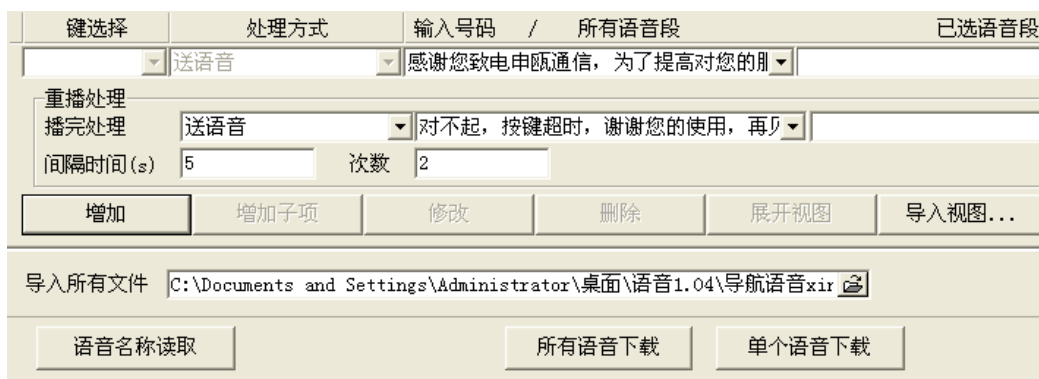 键选择 处理方式 输入号码 / 所有语音段 已选语音段
送语音 感谢您致电申瓯通信，为了提高对您的服
重播处理
播完处理 送语音 对不起，按键超时，谢谢您的使用，再见
间隔时间(s) 5 次数 2
增加 增加子项 修改 删除 展开视图 导入视图...
导入所有文件 C:\Documents and Settings\Administrator\桌面\语音1.04\导航语音xin
语音名称读取 所有语音下载 单个语音下载